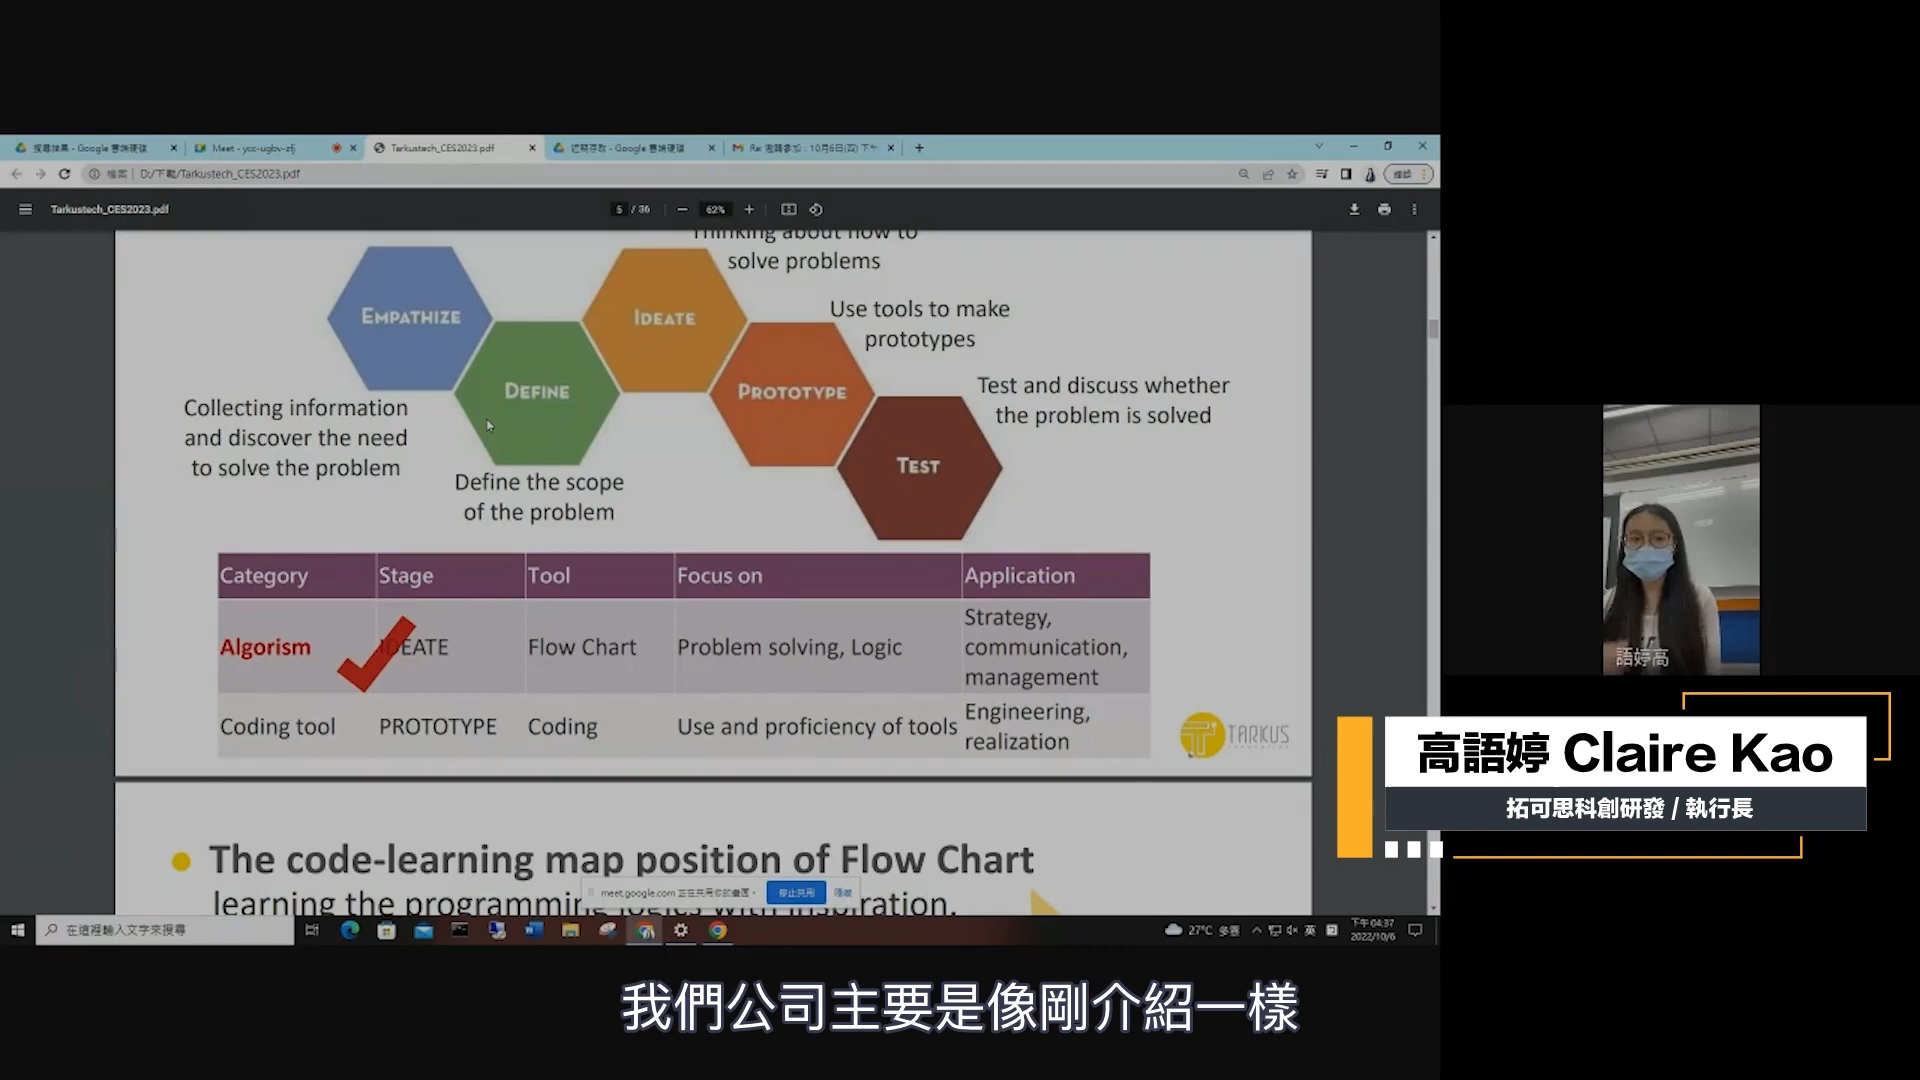 搜尋結果 - Google 雲端硬碟
Meet - ycc-ugbv-zfj
Tarkustech_CES2023.pdf
近期存取 - Google 雲端硬碟
Re: 邀請參加：10月6日(四) 下午
檔案 | D:/下載/Tarkustech_CES2023.pdf
Tarkustech_CES2023.pdf
5 / 36
62%
Thinking about how to
solve problems
EMPATHIZE
IDEATE
Use tools to make
prototypes
DEFINE
PROTOTYPE
Test and discuss whether
the problem is solved
Collecting information
and discover the need
to solve the problem
TEST
Define the scope
of the problem
Category Stage Tool Focus on Application
Algorism IDEATE Flow Chart Problem solving, Logic Strategy,
communication,
management
Coding tool PROTOTYPE Coding Use and proficiency of tools Engineering,
realization
TARKUS
The code-learning map position of Flow Chart
learning the programming logics with inspiration.
meet.google.com 正在共用你的畫面。
停止共用
隱藏
在這裡輸入文字來搜尋
27°C 多雲
英
下午 04:37
2022/10/6
語婷高
高語婷 Claire Kao
拓可思科創研發 / 執行長
我們公司主要是像剛介紹一樣